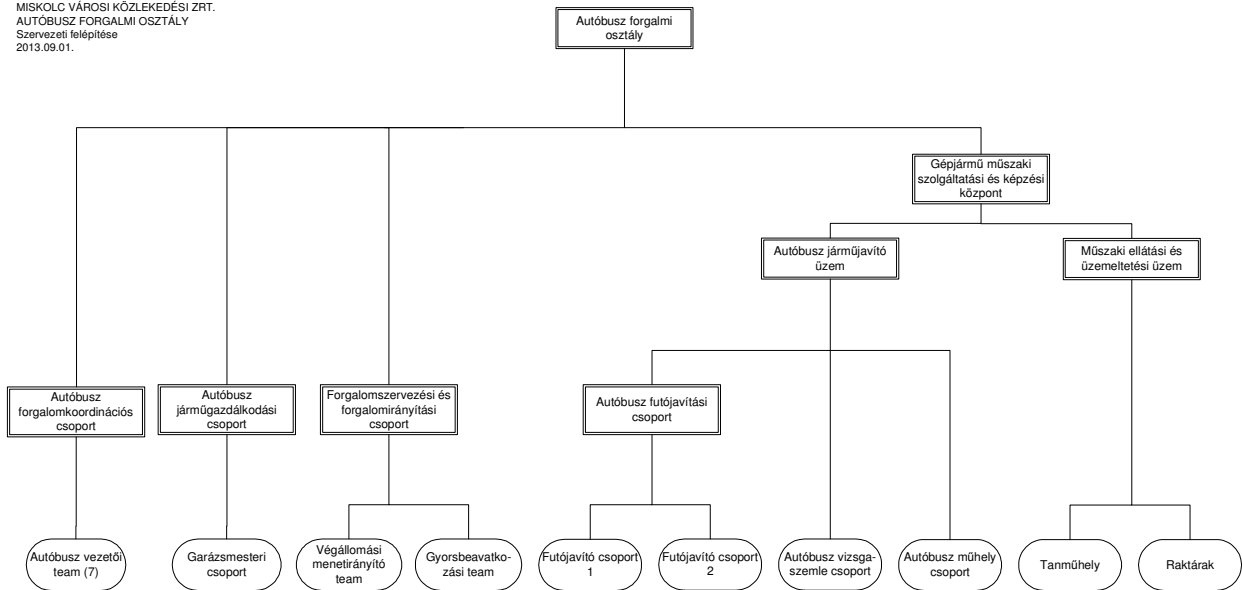 MISKOLC VÁROSI KÖZLEKEDÉSI ZRT.
AUTÓBUSZ FORGALMI OSZTÁLY
Szervezeti felépítése
2013.09.01.
Autóbusz forgalmi
osztály
Gépjármű műszaki
szolgáltatási és képzési
központ
Autóbusz járműjavító
üzem
Műszaki ellátási és
üzemeltetési üzem
Autóbusz
forgalomkoordinációs
csoport
Autóbusz
járműgazdálkodási
csoport
Forgalomszervezési és
forgalomirányítási
csoport
Autóbusz futójavítási
csoport
Autóbusz vezetői
team (7)
Garázsmesteri
csoport
Végállomási
menetirányító
team
Gyorsbeavatko-
zási team
Futójavító csoport
1
Futójavító csoport
2
Autóbusz vizsga-
szemle csoport
Autóbusz műhely
csoport
Tanműhely
Raktárak